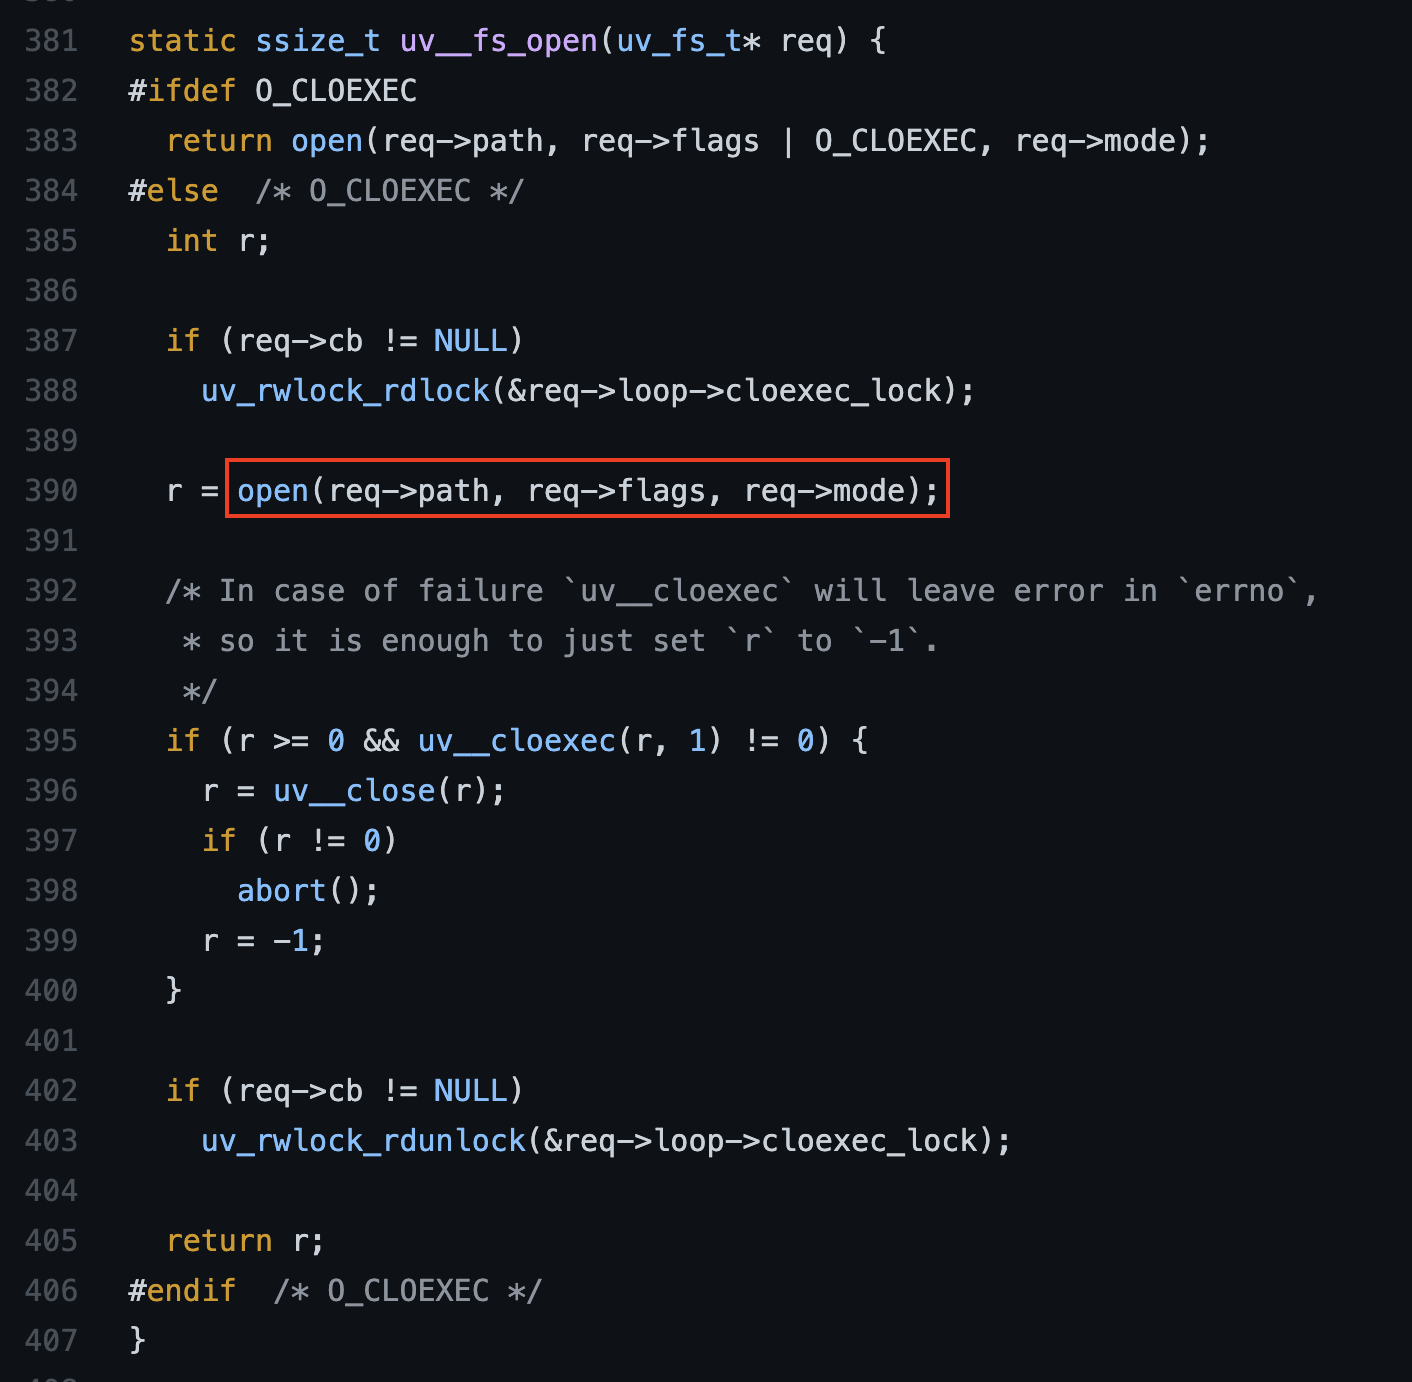 381 static ssize_t uv__fs_open(uv_fs_t* req) {
382 #ifdef O_CLOEXEC
383   return open(req->path, req->flags | O_CLOEXEC, req->mode);
384 #else  /* O_CLOEXEC */
385   int r;
386
387   if (req->cb != NULL)
388     uv_rwlock_rdlock(&req->loop->cloexec_lock);
389
390   r = open(req->path, req->flags, req->mode);
391
392   /* In case of failure `uv__cloexec` will leave error in `errno`,
393    * so it is enough to just set `r` to `-1`.
394    */
395   if (r >= 0 && uv__cloexec(r, 1) != 0) {
396     r = uv__close(r);
397     if (r != 0)
398       abort();
399     r = -1;
400   }
401
402   if (req->cb != NULL)
403     uv_rwlock_rdunlock(&req->loop->cloexec_lock);
404
405   return r;
406 #endif  /* O_CLOEXEC */
407 }